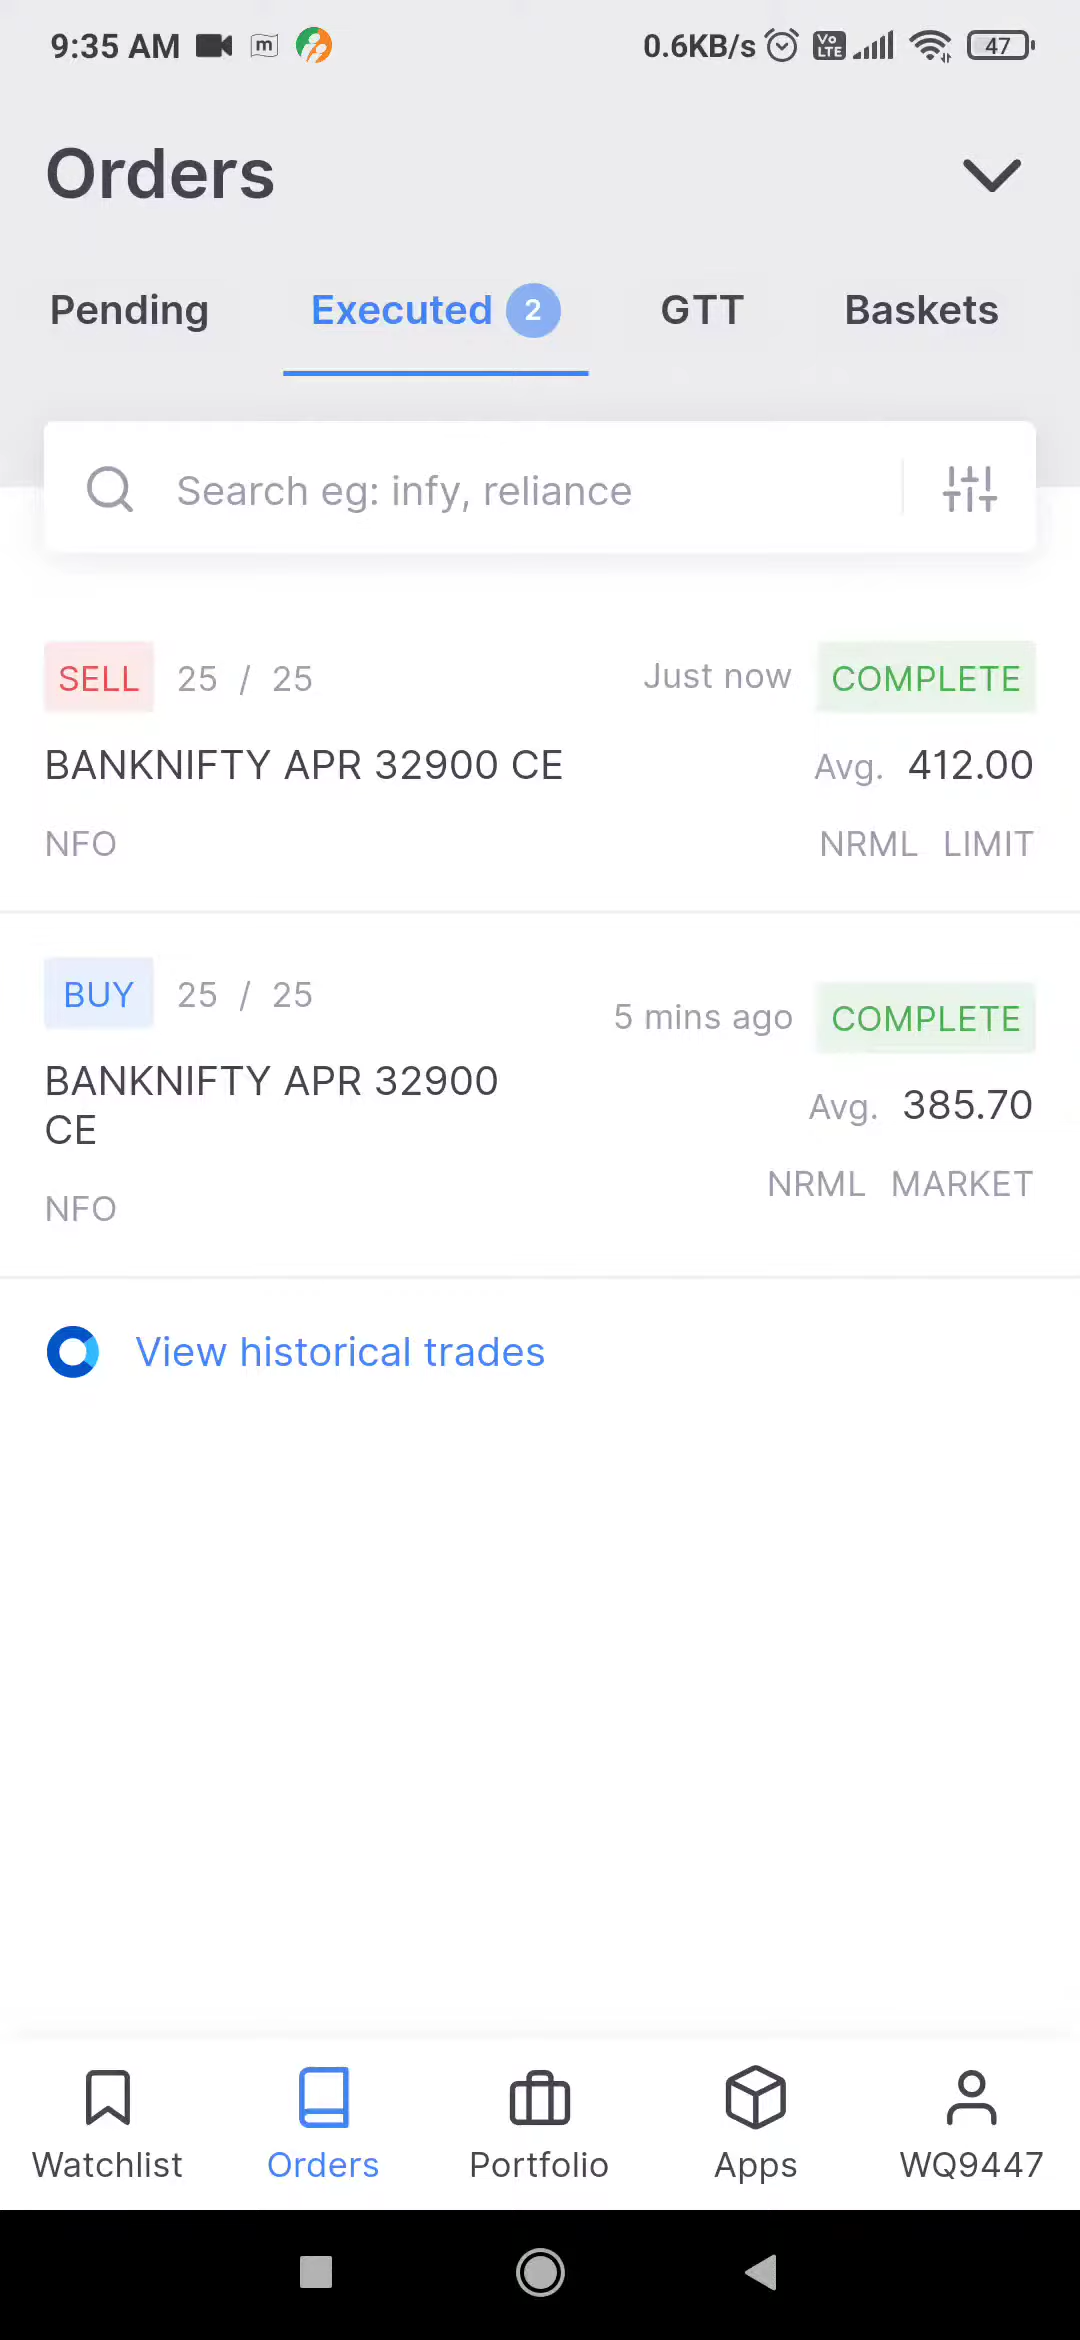 9:35 AM m 0.6KB/s Vo LTE 47
Orders
Pending Executed 2 GTT Baskets
Search eg: infy, reliance
SELL 25 / 25 Just now COMPLETE
BANKNIFTY APR 32900 CE Avg. 412.00
NFO NRML LIMIT
BUY 25 / 25 5 mins ago COMPLETE
BANKNIFTY APR 32900
CE Avg. 385.70
NFO NRML MARKET
View historical trades
Watchlist Orders Portfolio Apps WQ9447